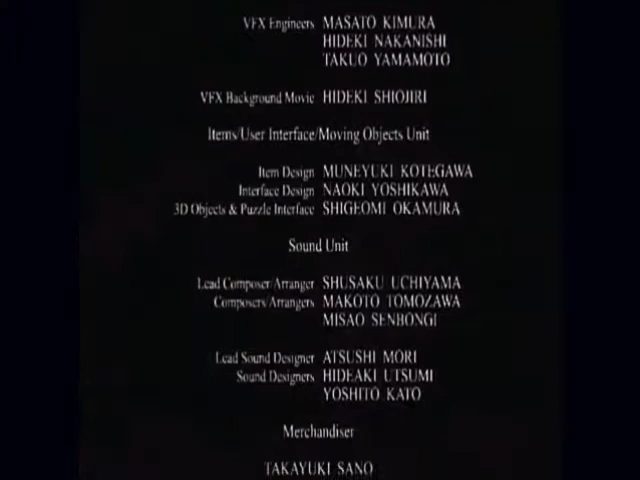 VFX Engineers MASATO KIMURA
HIDEKI NAKANISHI
TAKUO YAMAMOTO
VFX Background Movie HIDEKI SHIOJIRI
Items/User Interface/Moving Objects Unit
Item Design MUNEYUKI KOTEGAWA
Interface Design NAOKI YOSHIKAWA
3D Objects & Puzzle Interface SHIGEOMI OKAMURA
Sound Unit
Lead Composer/Arranger SHUSAKU UCHIYAMA
Composers/Arrangers MAKOTO TOMOZAWA
MISAO SENBONGI
Lead Sound Designer ATSUSHI MORI
Sound Designers HIDEAKI UTSUMI
YOSHITO KATO
Merchandiser
TAKAYUKI SANO